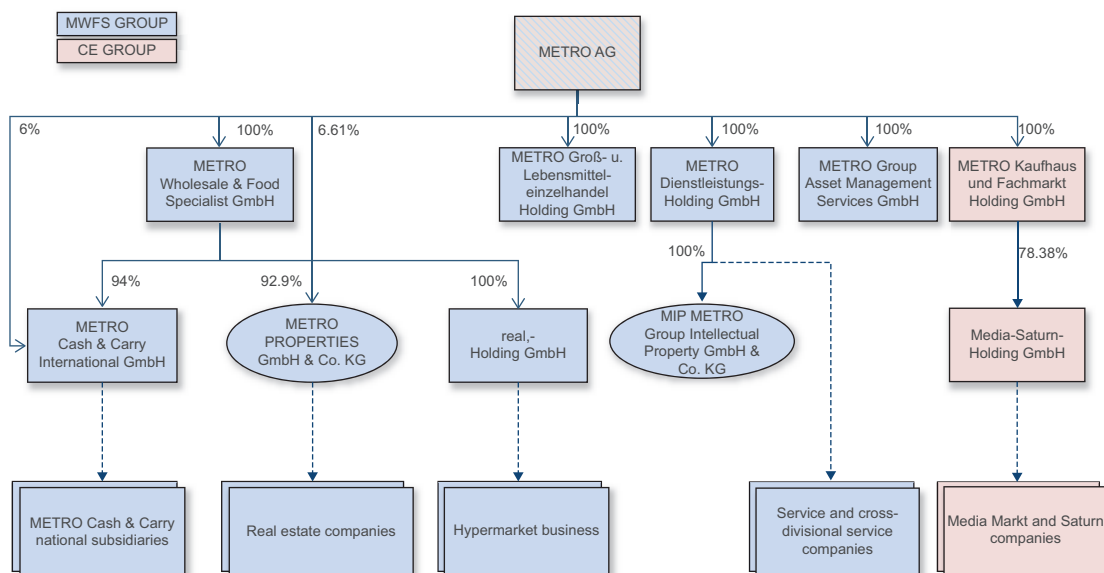 MWFS GROUP
CE GROUP
METRO AG
6%
100%
6.61%
100%
100%
100%
100%
METRO
Wholesale & Food
Specialist GmbH
METRO Groß- u.
Lebensmittel-
einzelhandel
Holding GmbH
METRO
Dienstleistungs-
Holding GmbH
METRO Group
Asset Management
Services GmbH
METRO Kaufhaus
und Fachmarkt
Holding GmbH
94%
92.9%
100%
100%
78.38%
METRO
Cash & Carry
International GmbH
METRO
PROPERTIES
GmbH & Co. KG
real,-
Holding GmbH
MIP METRO
Group Intellectual
Property GmbH &
Co. KG
Media-Saturn-
Holding GmbH
METRO Cash & Carry
national subsidiaries
Real estate companies
Hypermarket business
Service and cross-
divisional service
companies
Media Markt and Saturn
companies